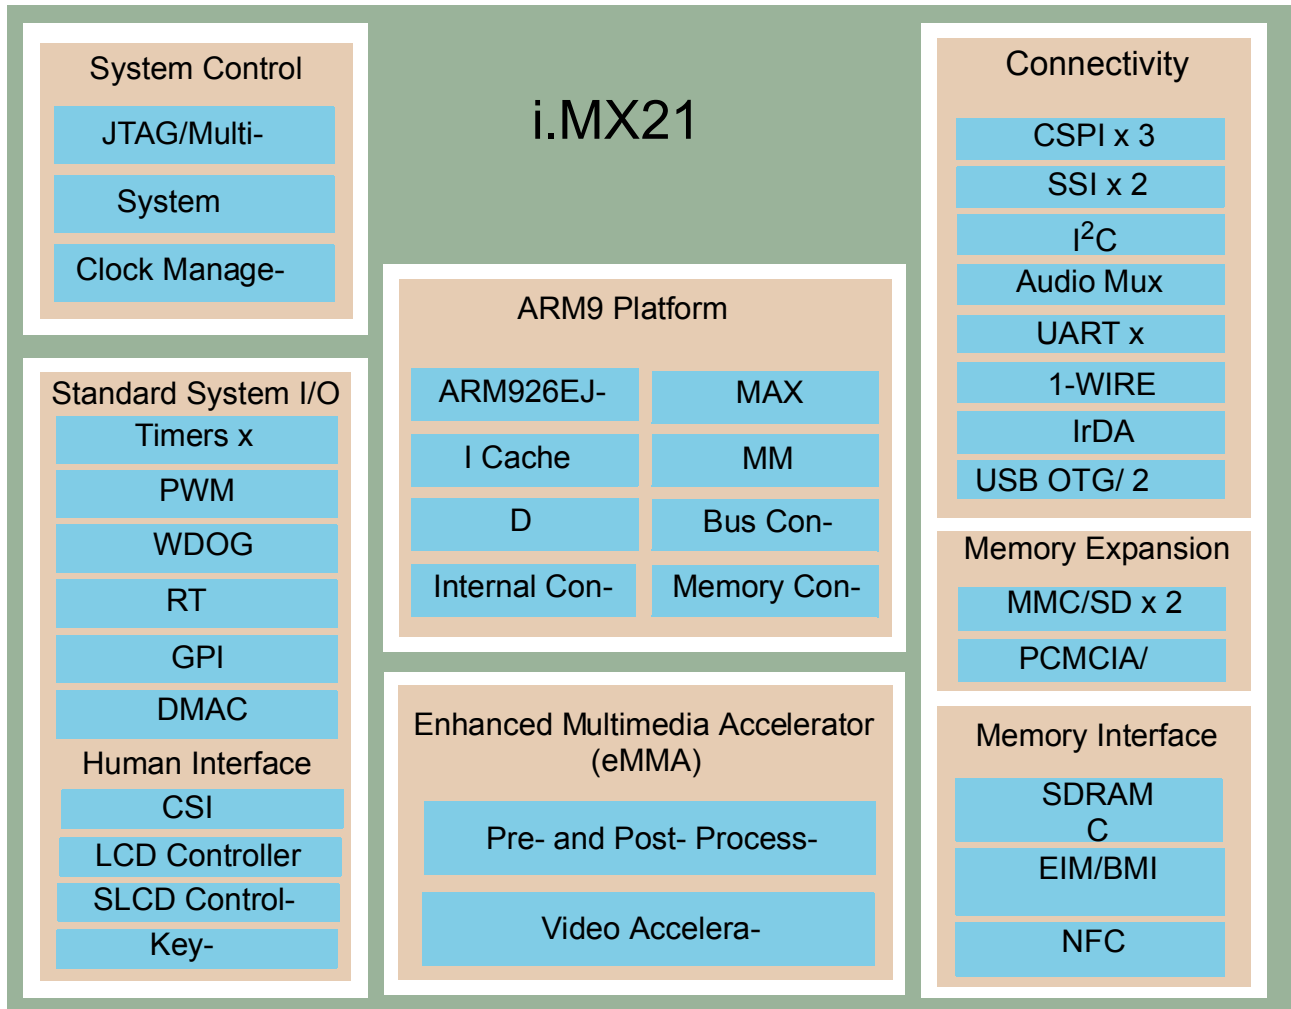 System Control
JTAG/Multi-
System
Clock Manage-
Standard System I/O
Timers x
PWM
WDOG
RT
GPI
DMAC
Human Interface
CSI
LCD Controller
SLCD Control-
Key-
i.MX21
ARM9 Platform
ARM926EJ-
MAX
I Cache
MM
D
Bus Con-
Internal Con-
Memory Con-
Enhanced Multimedia Accelerator
(eMMA)
Pre- and Post- Process-
Video Accelera-
Connectivity
CSPI x 3
SSI x 2
I²C
Audio Mux
UART x
1-WIRE
IrDA
USB OTG/ 2
Memory Expansion
MMC/SD x 2
PCMCIA/
Memory Interface
SDRAM
C
EIM/BMI
NFC